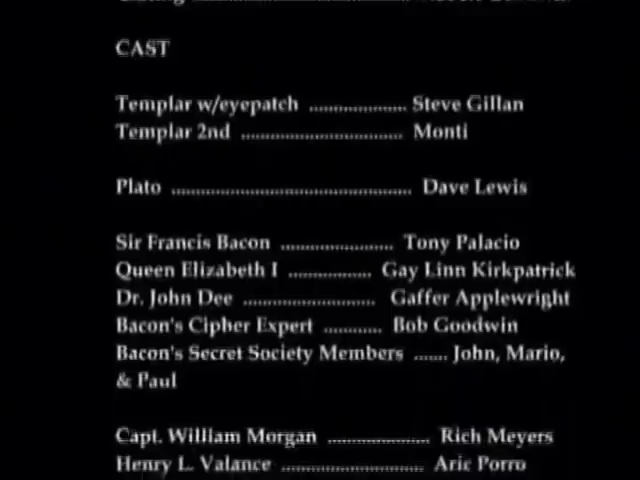 CAST
Templar w/eyepatch ................... Steve Gillan
Templar 2nd ................................ Monti
Plato ................................................ Dave Lewis
Sir Francis Bacon ...................... Tony Palacio
Queen Elizabeth I ................ Gay Linn Kirkpatrick
Dr. John Dee .......................... Gaffer Applewright
Bacon's Cipher Expert ............ Bob Goodwin
Bacon's Secret Society Members ....... John, Mario,
& Paul
Capt. William Morgan .................... Rich Meyers
Henry L. Valance ............................ Aric Porro